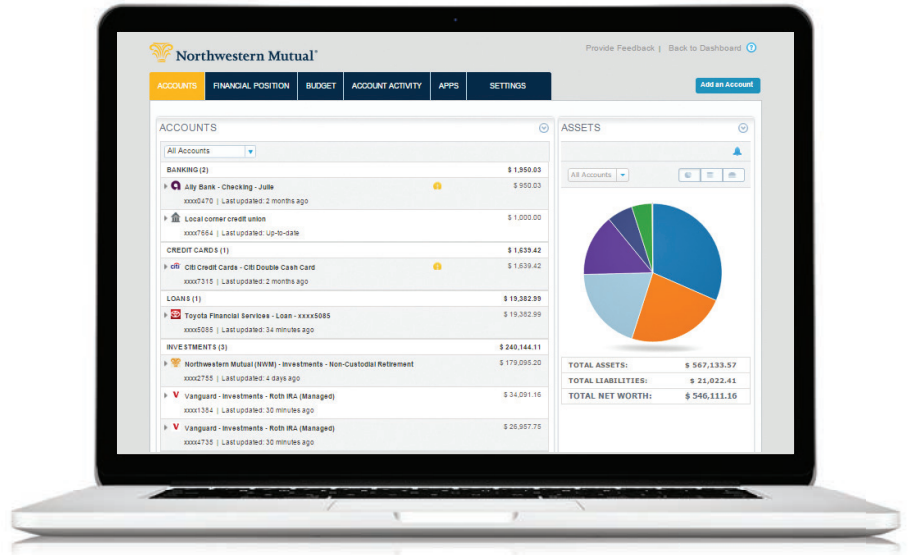 Northwestern Mutual®
Provide Feedback | Back to Dashboard ?
ACCOUNTS FINANCIAL POSITION BUDGET ACCOUNT ACTIVITY APPS SETTINGS
Add an Account
ACCOUNTS
All Accounts
BANKING (2) $ 1,950.03
Ally Bank - Checking - Julie $ 950.03
xxxx0470 | Last updated: 2 months ago
Local corner credit union $ 1,000.00
xxxx7664 | Last updated: Up-to-date
CREDIT CARDS (1) $ 1,639.42
citi Citi Credit Cards - Citi Double Cash Card $ 1,639.42
xxxx7315 | Last updated: 2 months ago
LOANS (1) $ 19,382.99
Toyota Financial Services - Loan - xxxx5085 $ 19,382.99
xxxx5085 | Last updated: 34 minutes ago
INVESTMENTS (3) $ 240,144.11
Northwestern Mutual (NWM) - Investments - Non-Custodial Retirement $ 179,095.20
xxxx2755 | Last updated: 4 days ago
V Vanguard - Investments - Roth IRA (Managed) $ 34,091.16
xxxx1384 | Last updated: 30 minutes ago
V Vanguard - Investments - Roth IRA (Managed) $ 26,957.75
xxxx4735 | Last updated: 30 minutes ago
ASSETS
All Accounts
TOTAL ASSETS: $ 567,133.57
TOTAL LIABILITIES: $ 21,022.41
TOTAL NET WORTH: $ 546,111.16